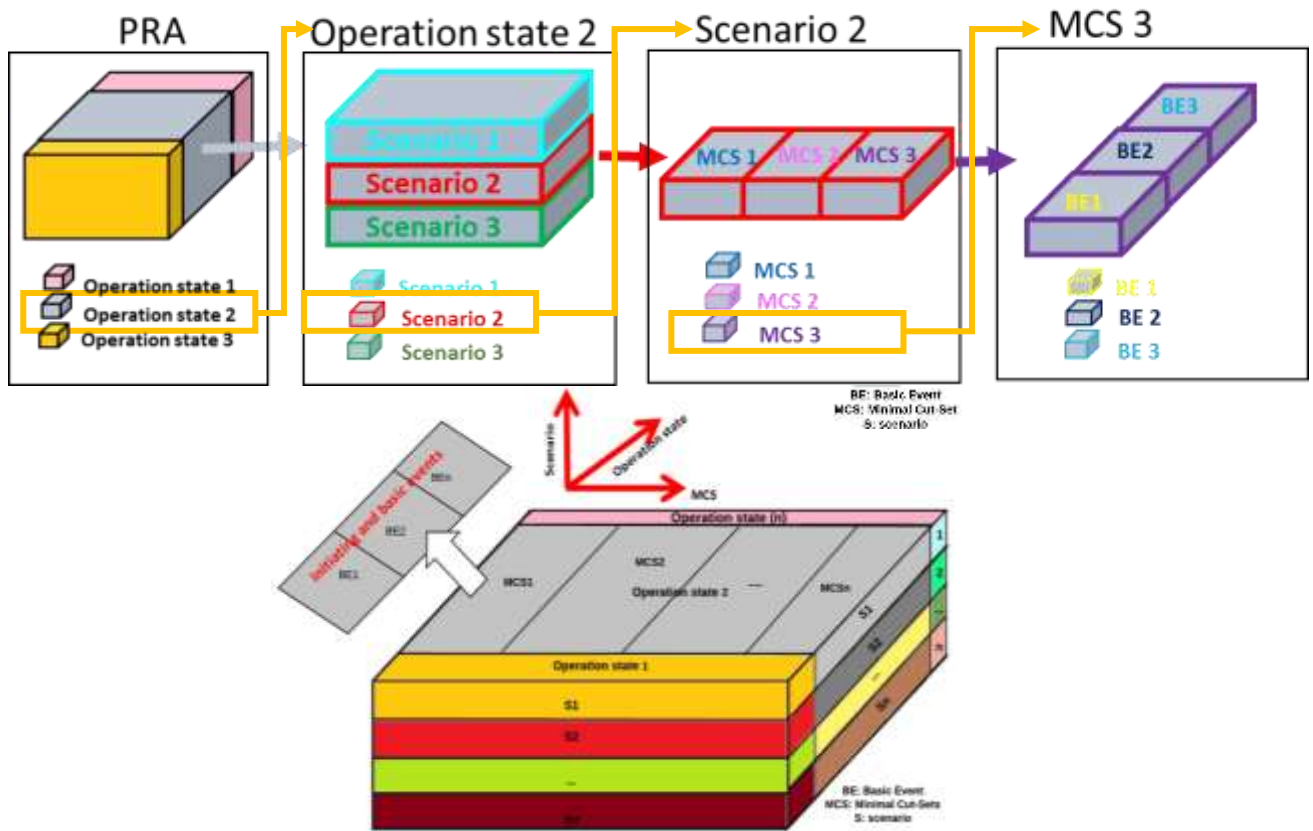 PRA
Operation state 2
Scenario 2
MCS 3
Scenario 1
Scenario 2
Scenario 3
MCS 1
MCS 2
MCS 3
BE3
BE2
BE1
Operation state 1
Operation state 2
Operation state 3
Scenario 1
Scenario 2
Scenario 3
MCS 1
MCS 2
MCS 3
BE 1
BE 2
BE 3
BE: Basic Event
MCS: Minimal Cut-Set
S: scenario
Scenario
Operation state
MCS
Initiating and basic events
BEn
BE2
BE1
Operation state (n)
MCS1
MCS2
....
MCSn
Operation state 2
Operation state 1
S1
S2
...
S1
S2
...
Sn
1
2
...
n
BE: Basic Event
MCS: Minimal Cut-Sets
S: scenario